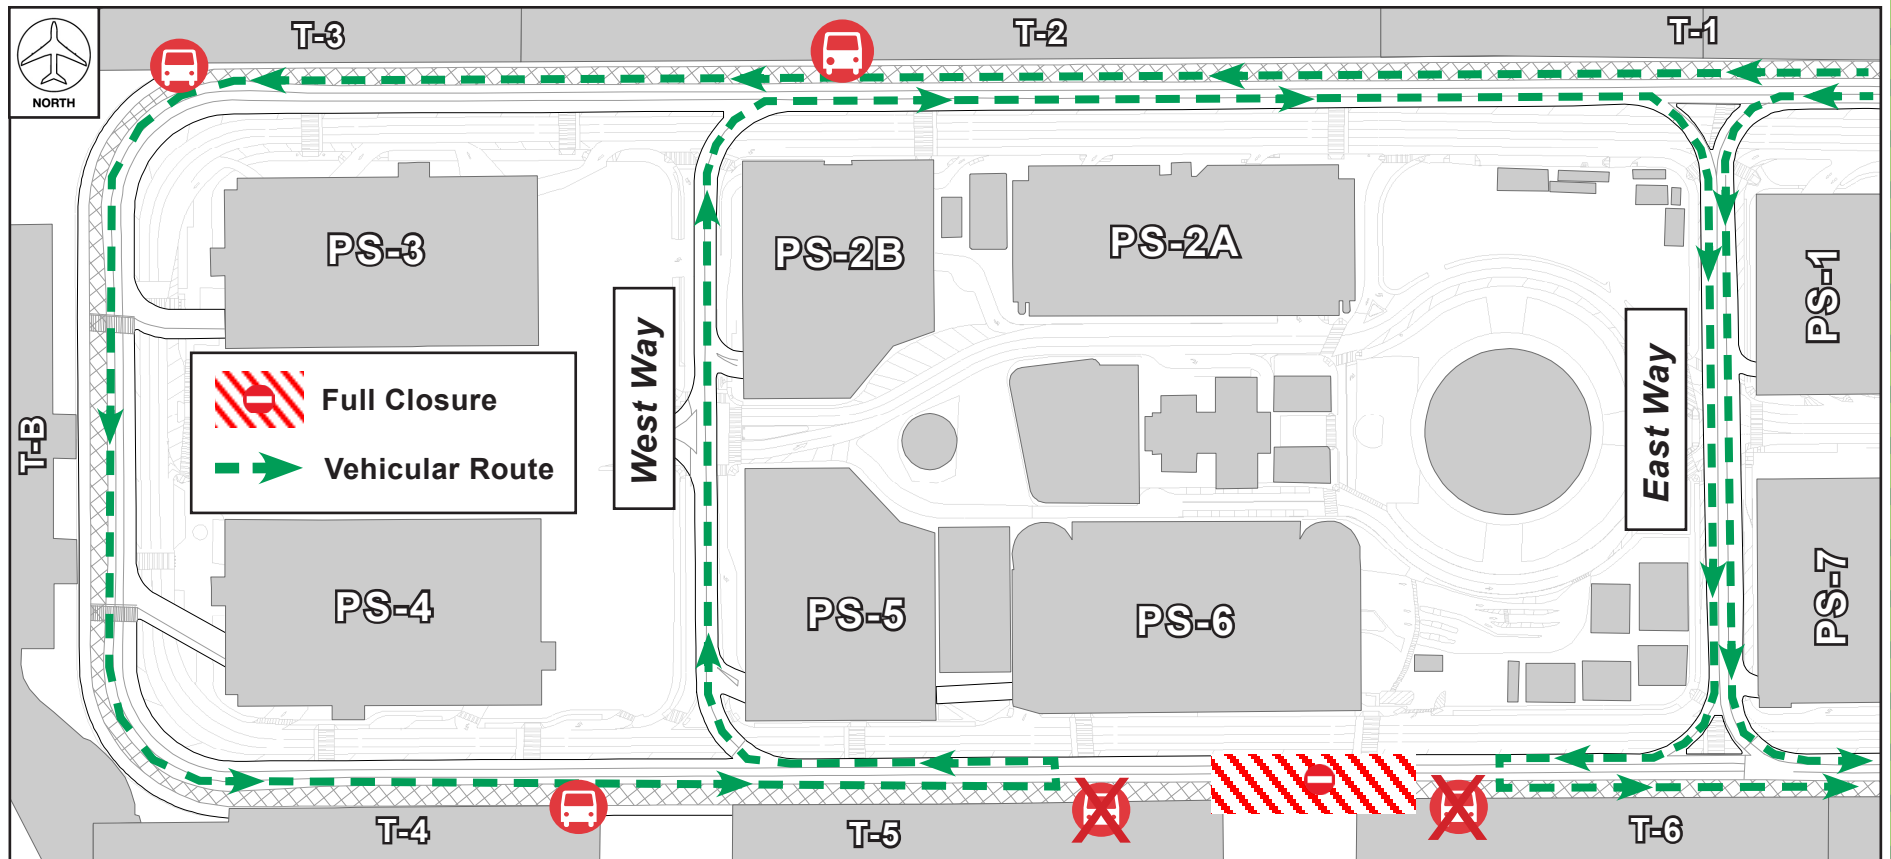 T-3
T-2
T-1
NORTH
PS-3
PS-2B
PS-2A
PS-1
West Way
East Way
Full Closure
Vehicular Route
T-B
PS-4
PS-5
PS-6
PS-7
T-4
T-5
T-6